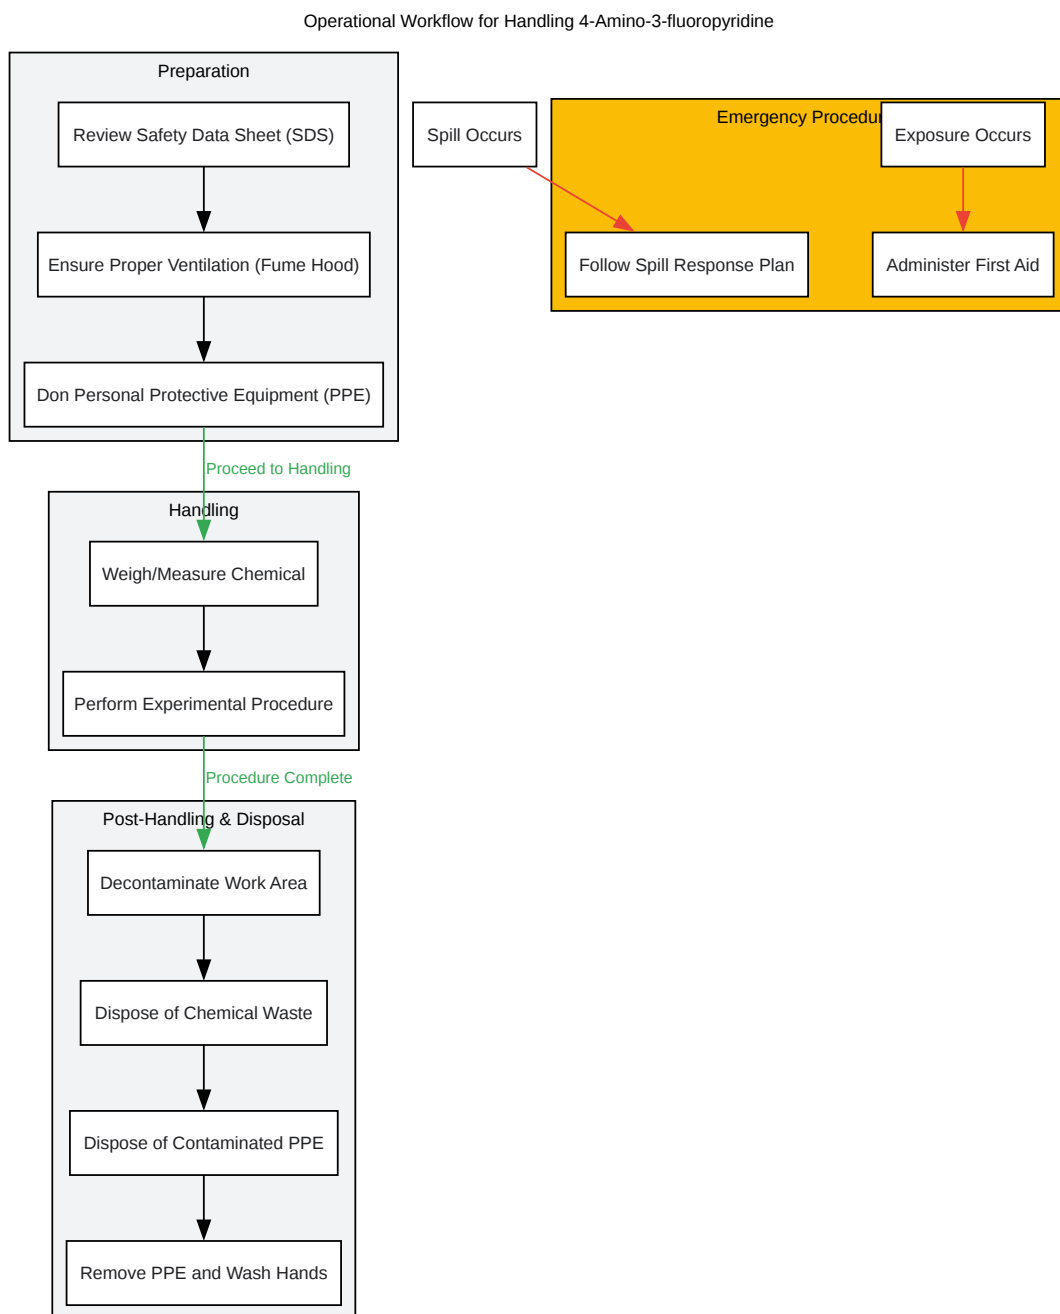 Operational Workflow for Handling 4-Amino-3-fluoropyridine
Preparation
Review Safety Data Sheet (SDS)
Ensure Proper Ventilation (Fume Hood)
Don Personal Protective Equipment (PPE)
Proceed to Handling
Handling
Weigh/Measure Chemical
Perform Experimental Procedure
Procedure Complete
Post-Handling & Disposal
Decontaminate Work Area
Dispose of Chemical Waste
Dispose of Contaminated PPE
Remove PPE and Wash Hands
Spill Occurs
Emergency Procedur
Exposure Occurs
Follow Spill Response Plan
Administer First Aid